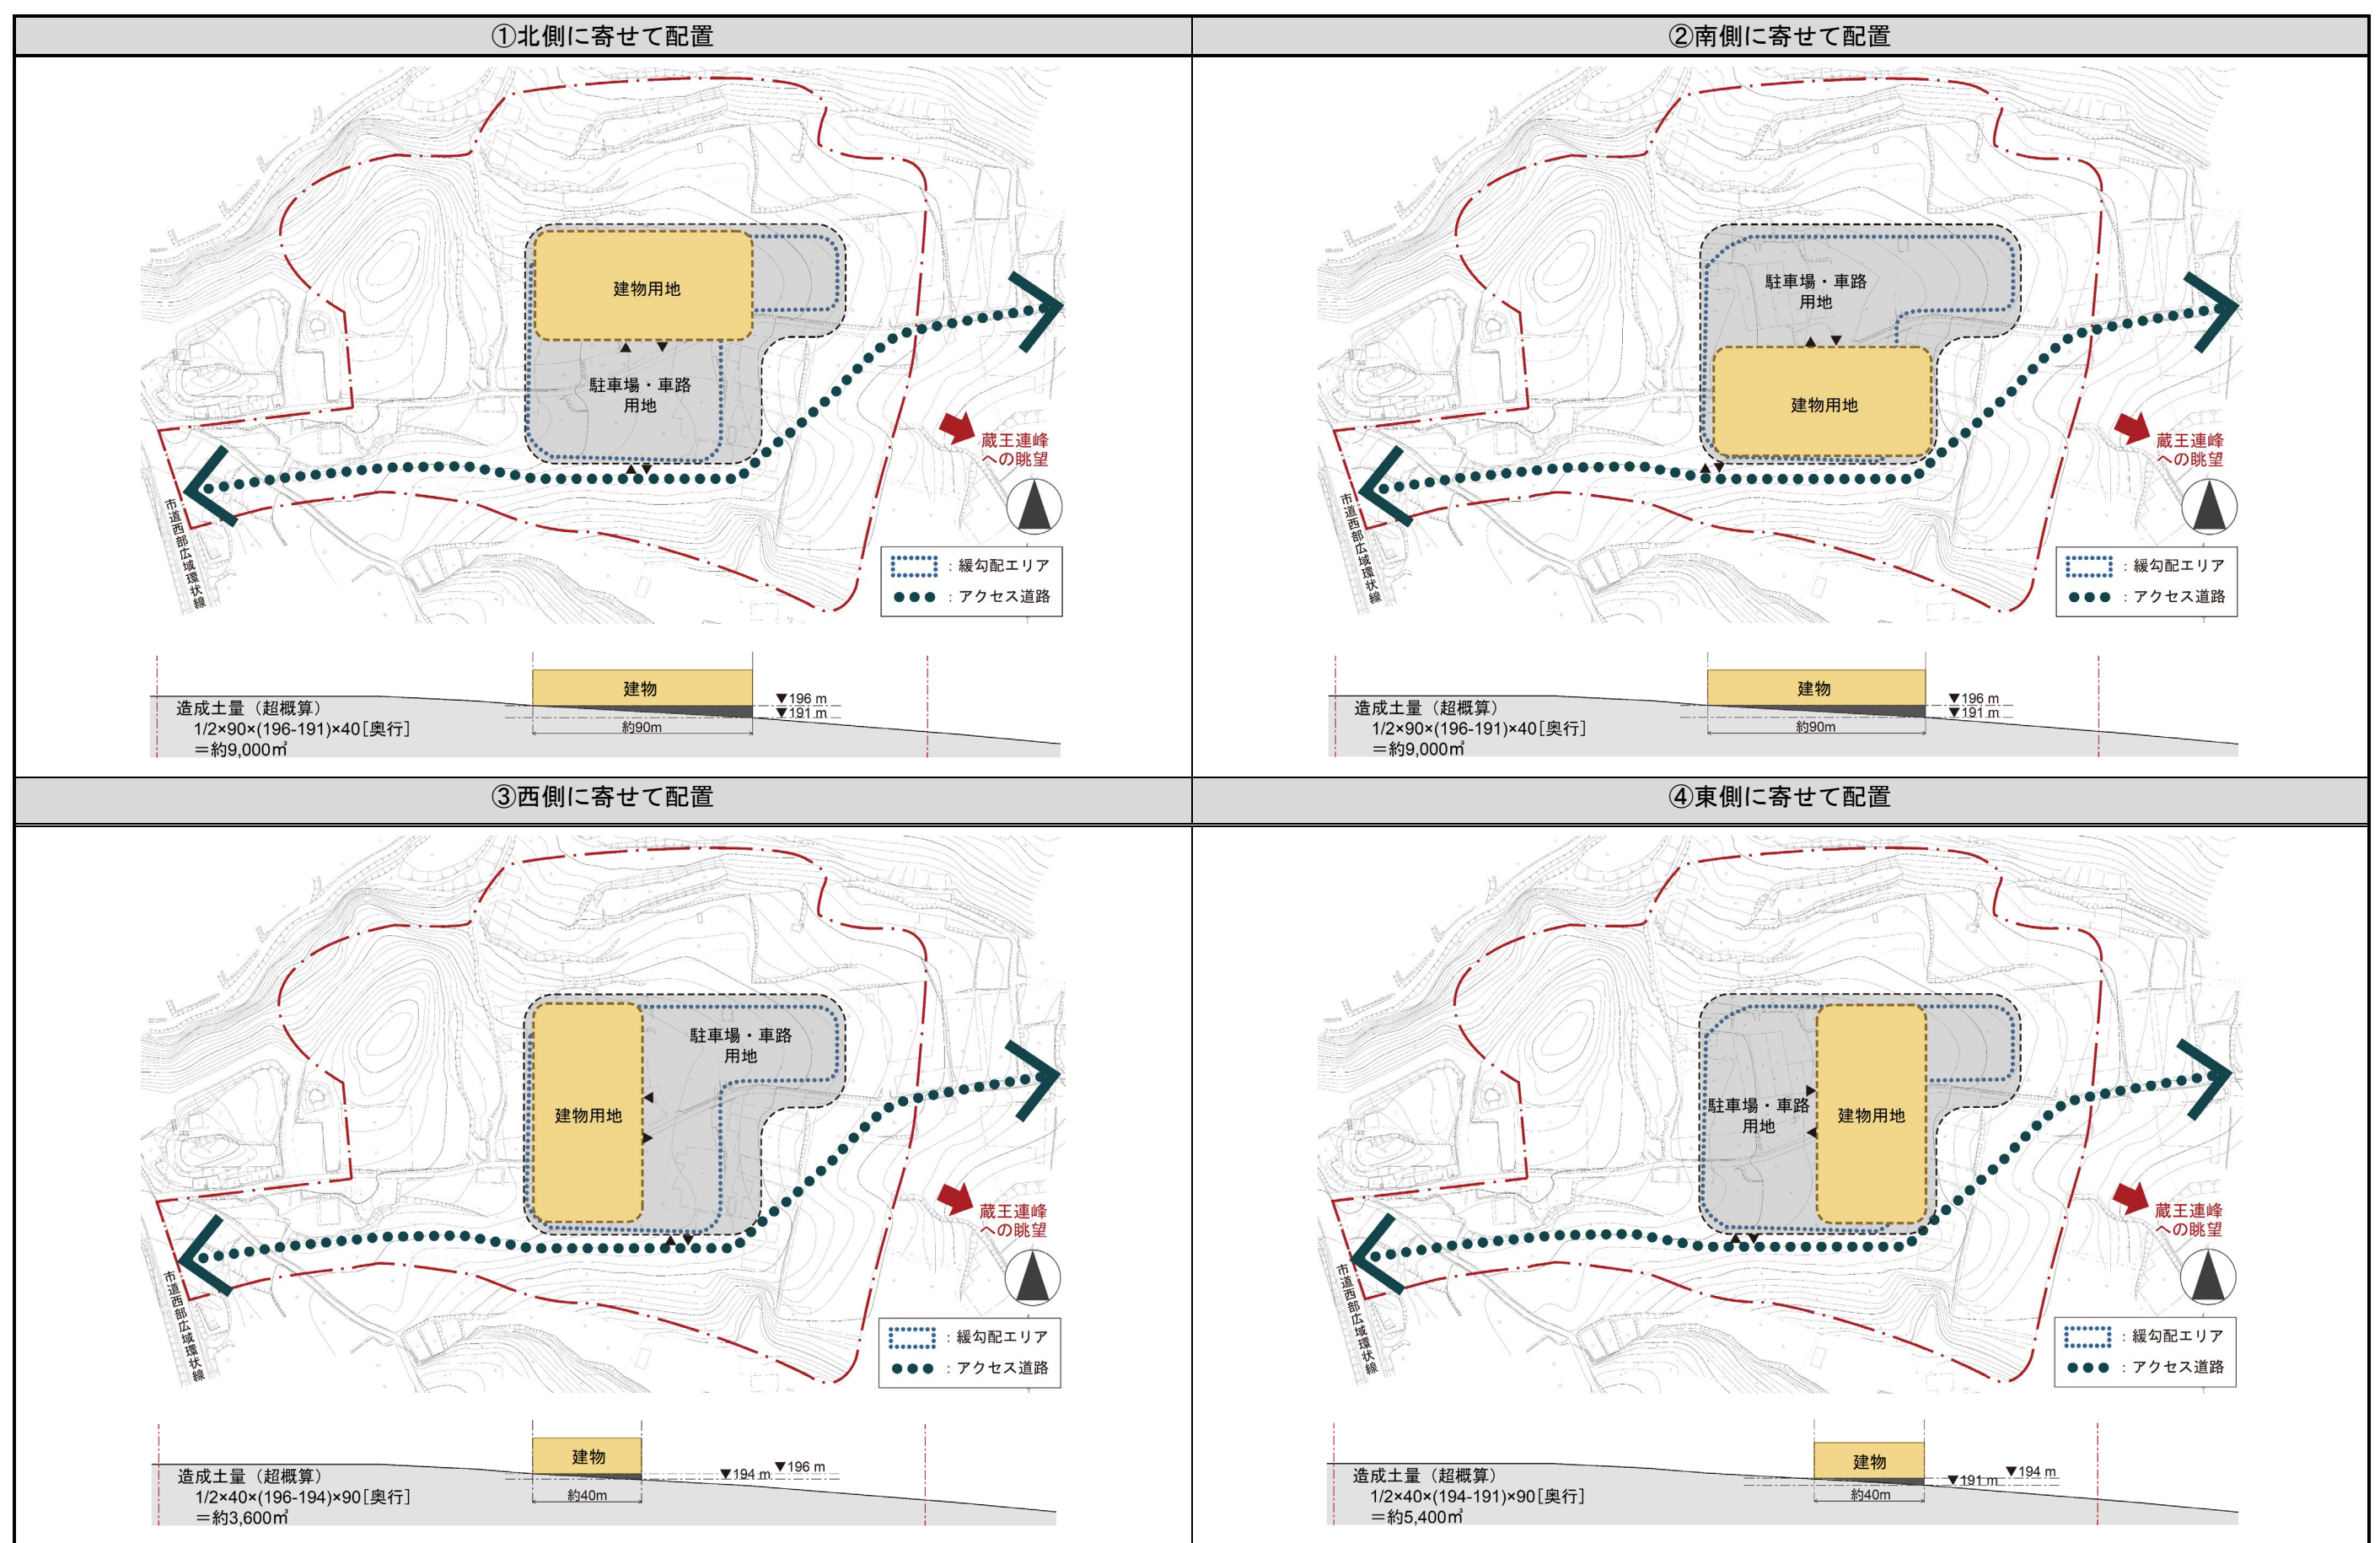 ①北側に寄せて配置
建物用地
駐車場・車路
用地
蔵王連峰
への眺望
市道西部広域環状線
：緩勾配エリア
：アクセス道路
建物
▼196 m
▼191 m
約90m
造成土量（超概算）
1/2×90×(196-191)×40[奥行]
＝約9,000㎥
②南側に寄せて配置
駐車場・車路
用地
建物用地
蔵王連峰
への眺望
市道西部広域環状線
：緩勾配エリア
：アクセス道路
建物
▼196 m
▼191 m
約90m
造成土量（超概算）
1/2×90×(196-191)×40[奥行]
＝約9,000㎥
③西側に寄せて配置
駐車場・車路
用地
建物用地
蔵王連峰
への眺望
市道西部広域環状線
：緩勾配エリア
：アクセス道路
建物
▼196 m
▼194 m
約40m
造成土量（超概算）
1/2×40×(196-194)×90[奥行]
＝約3,600㎥
④東側に寄せて配置
駐車場・車路
用地
建物用地
蔵王連峰
への眺望
市道西部広域環状線
：緩勾配エリア
：アクセス道路
建物
▼194 m
▼191 m
約40m
造成土量（超概算）
1/2×40×(194-191)×90[奥行]
＝約5,400㎥